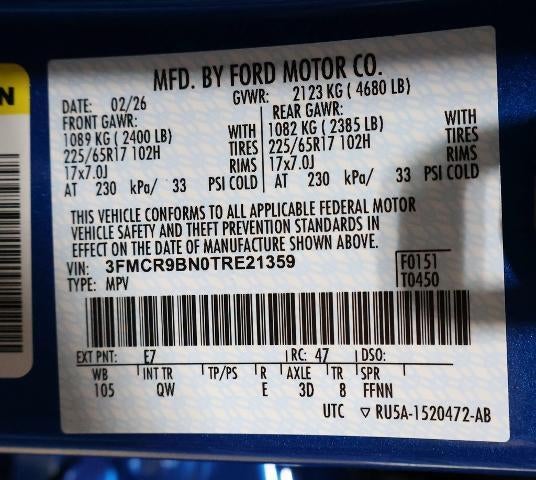 N
MFD. BY FORD MOTOR CO.
DATE: 02/26 GVWR: 2123 KG ( 4680 LB)
FRONT GAWR: REAR GAWR:
1089 KG ( 2400 LB) WITH 1082 KG ( 2385 LB) WITH
225/65R17 102H TIRES 225/65R17 102H TIRES
17x7.0J RIMS 17x7.0J RIMS
AT 230 kPa/ 33 PSI COLD AT 230 kPa/ 33 PSI COLD
THIS VEHICLE CONFORMS TO ALL APPLICABLE FEDERAL MOTOR
VEHICLE SAFETY AND THEFT PREVENTION STANDARDS IN
EFFECT ON THE DATE OF MANUFACTURE SHOWN ABOVE.
VIN: 3FMCR9BN0TRE21359 F0151
TYPE: MPV T0450
EXT PNT: E7 RC: 47 DSO:
WB INT TR TP/PS R AXLE TR SPR
105 QW E 3D 8 FFNN
UTC ▽ RU5A-1520472-AB